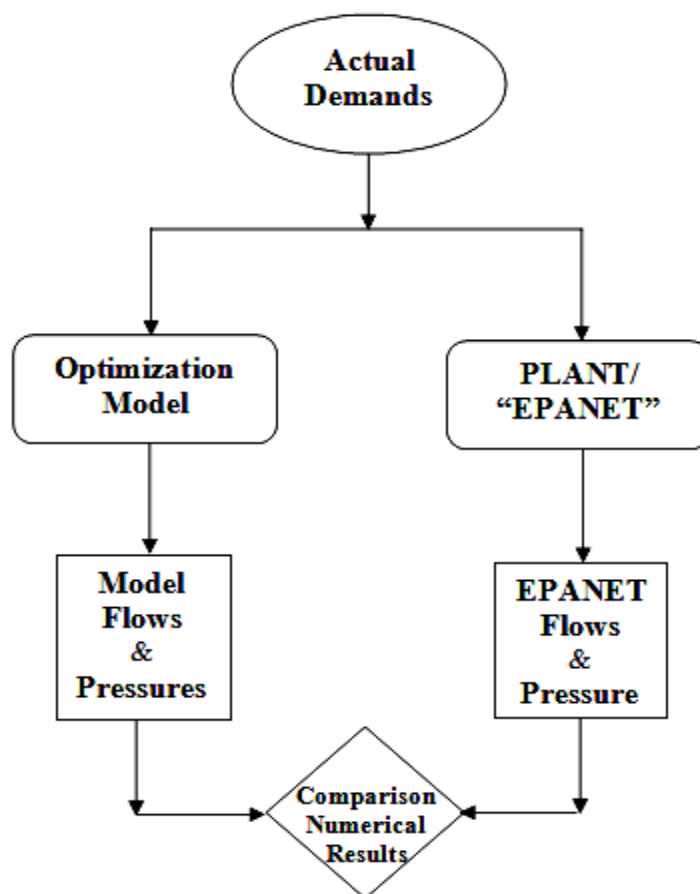 Actual
Demands
Optimization
Model
PLANT/
“EPANET”
Model
Flows
&
Pressures
EPANET
Flows
&
Pressure
Comparison
Numerical
Results